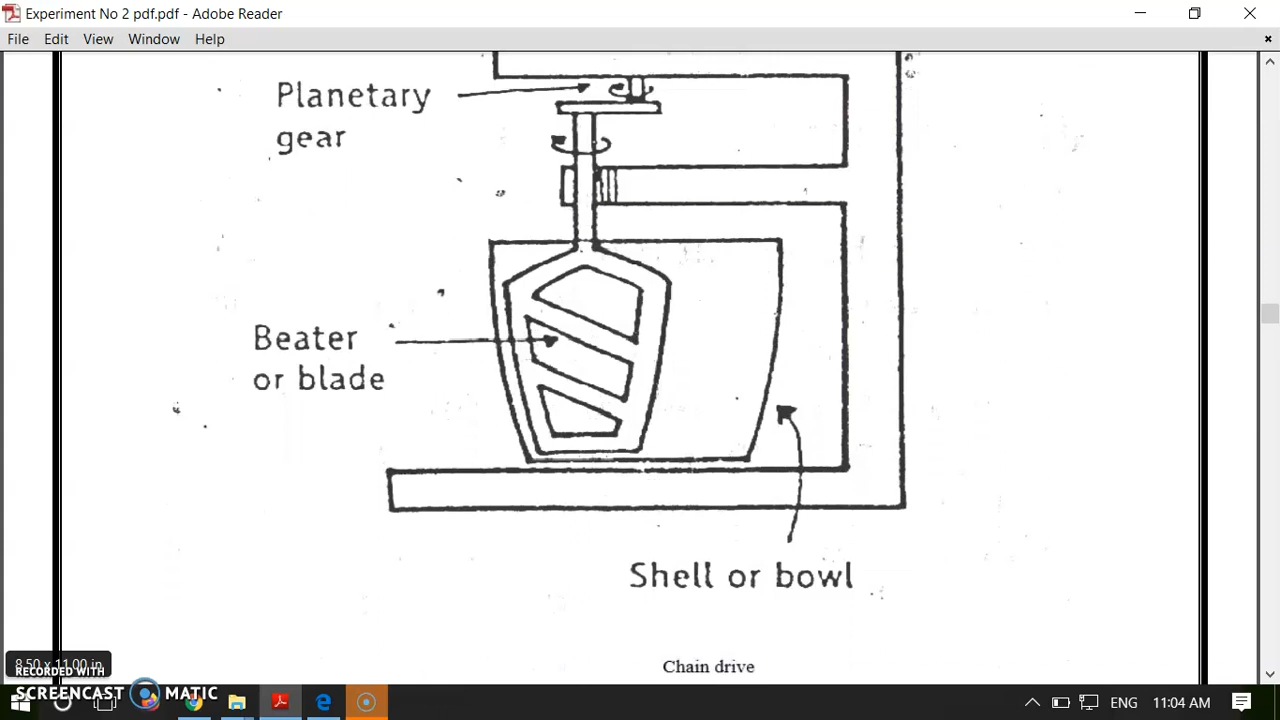 Experiment No 2 pdf.pdf - Adobe Reader
File Edit View Window Help
Planetary
gear
Beater
or blade
Shell or bowl
Chain drive
8.50 x 11.00 in
RECORDED WITH
SCREENCAST MATIC
ENG 11:04 AM